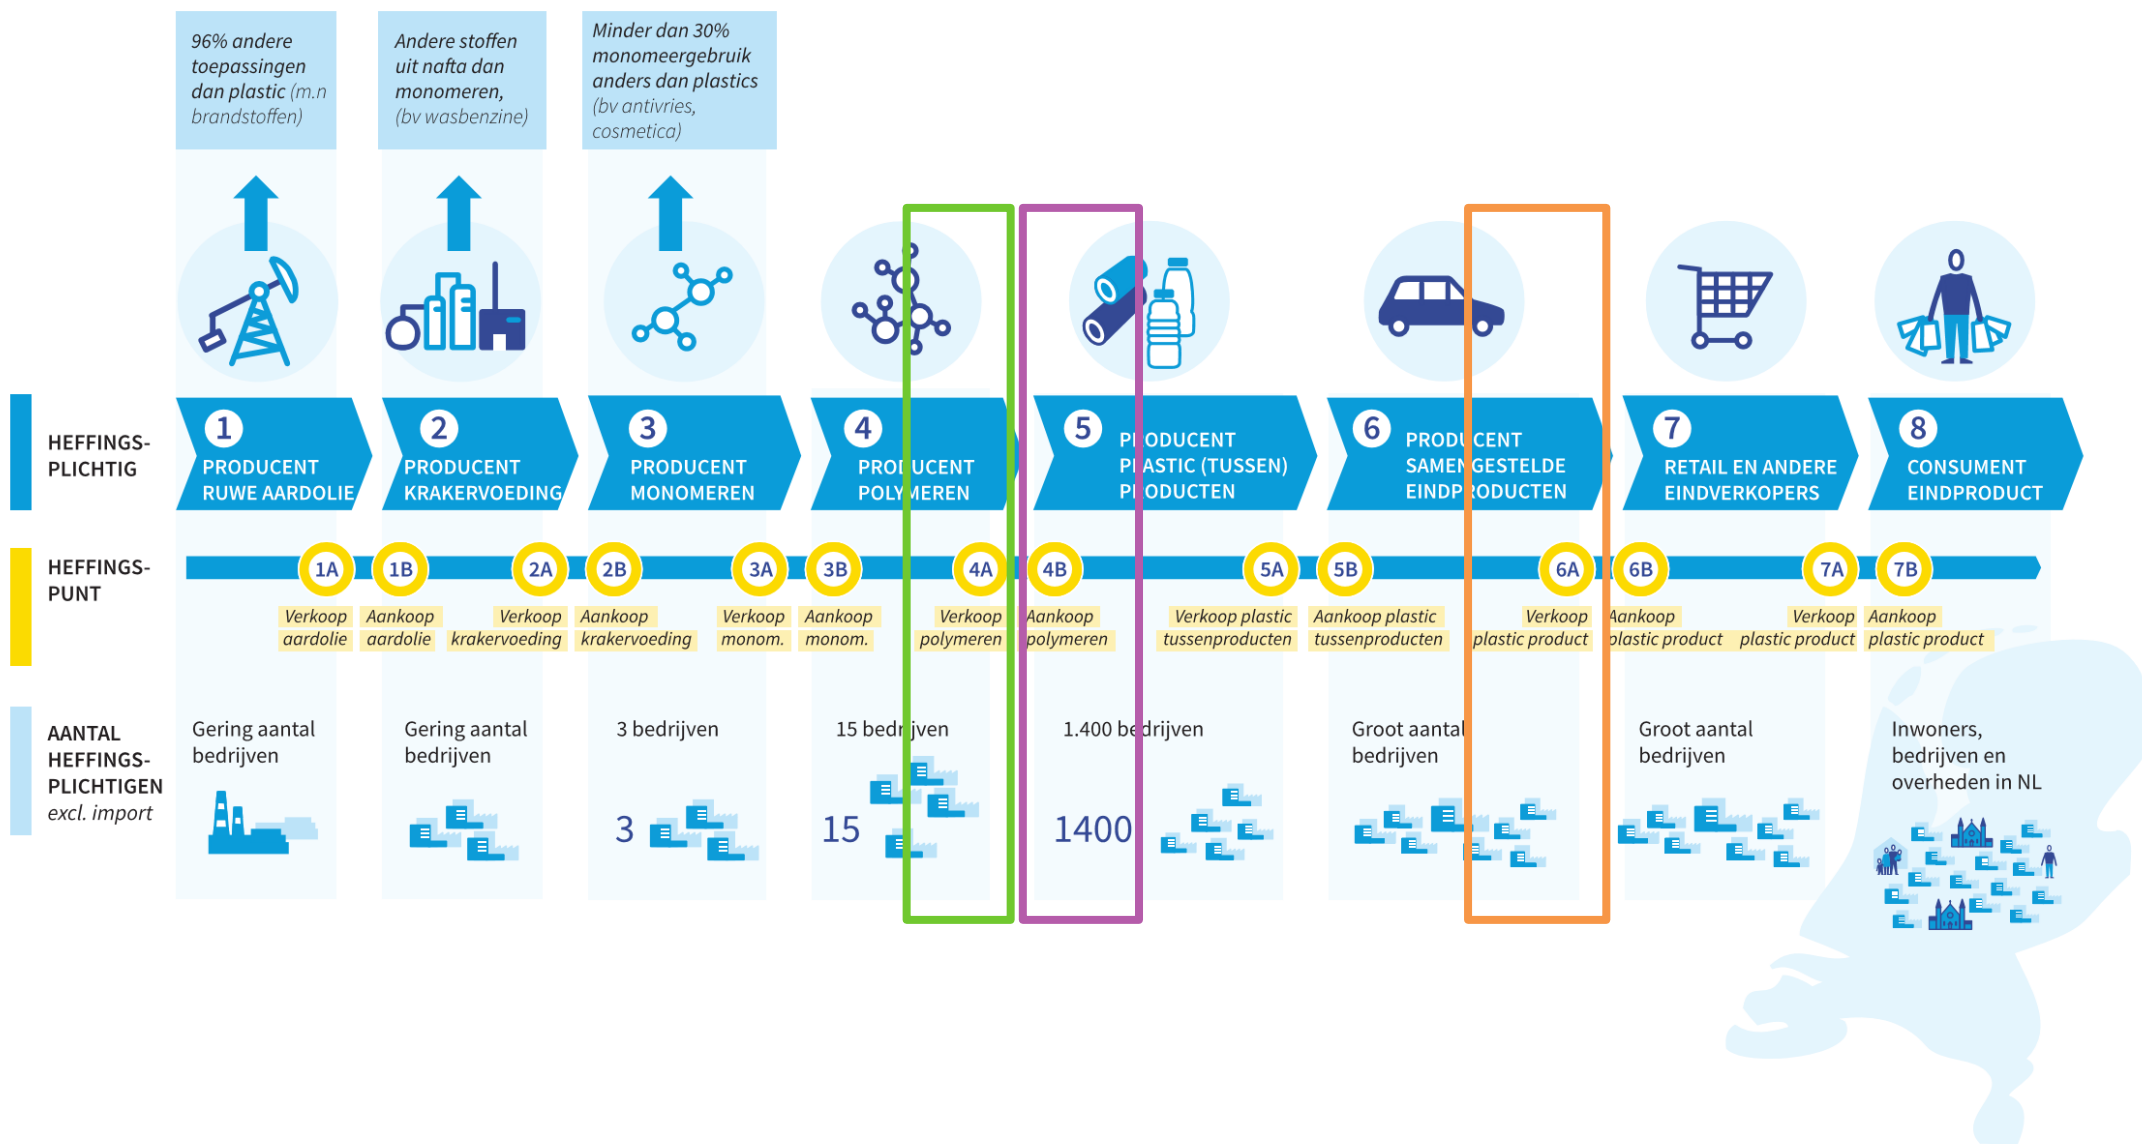 96% andere
toepassingen
dan plastic (m.n
brandstoffen)
Andere stoffen
uit nafta dan
monomeren,
(bv wasbenzine)
Minder dan 30%
monomeergebruik
anders dan plastics
(bv antivries,
cosmetica)
HEFFINGS-
PLICHTIG
1
PRODUCENT
RUWE AARDOLIE
2
PRODUCENT
KRAKERVOEDING
3
PRODUCENT
MONOMEREN
4
PRODUCENT
POLYMEREN
5
PRODUCENT
PLASTIC (TUSSEN)
PRODUCTEN
6
PRODUCENT
SAMENGESTELDE
EINDPRODUCTEN
7
RETAIL EN ANDERE
EINDVERKOPERS
8
CONSUMENT
EINDPRODUCT
HEFFINGS-
PUNT
1A
Verkoop
aardolie
1B
Aankoop
aardolie
2A
Verkoop
krakervoeding
2B
Aankoop
krakervoeding
3A
Verkoop
monom.
3B
Aankoop
monom.
4A
Verkoop
polymeren
4B
Aankoop
polymeren
5A
Verkoop plastic
tussenproducten
5B
Aankoop plastic
tussenproducten
6A
Verkoop
plastic product
6B
Aankoop
plastic product
7A
Verkoop
plastic product
7B
Aankoop
plastic product
AANTAL
HEFFINGS-
PLICHTIGEN
excl. import
Gering aantal
bedrijven
Gering aantal
bedrijven
3 bedrijven
3
15 bedrijven
15
1.400 bedrijven
1400
Groot aantal
bedrijven
Groot aantal
bedrijven
Inwoners,
bedrijven en
overheden in NL